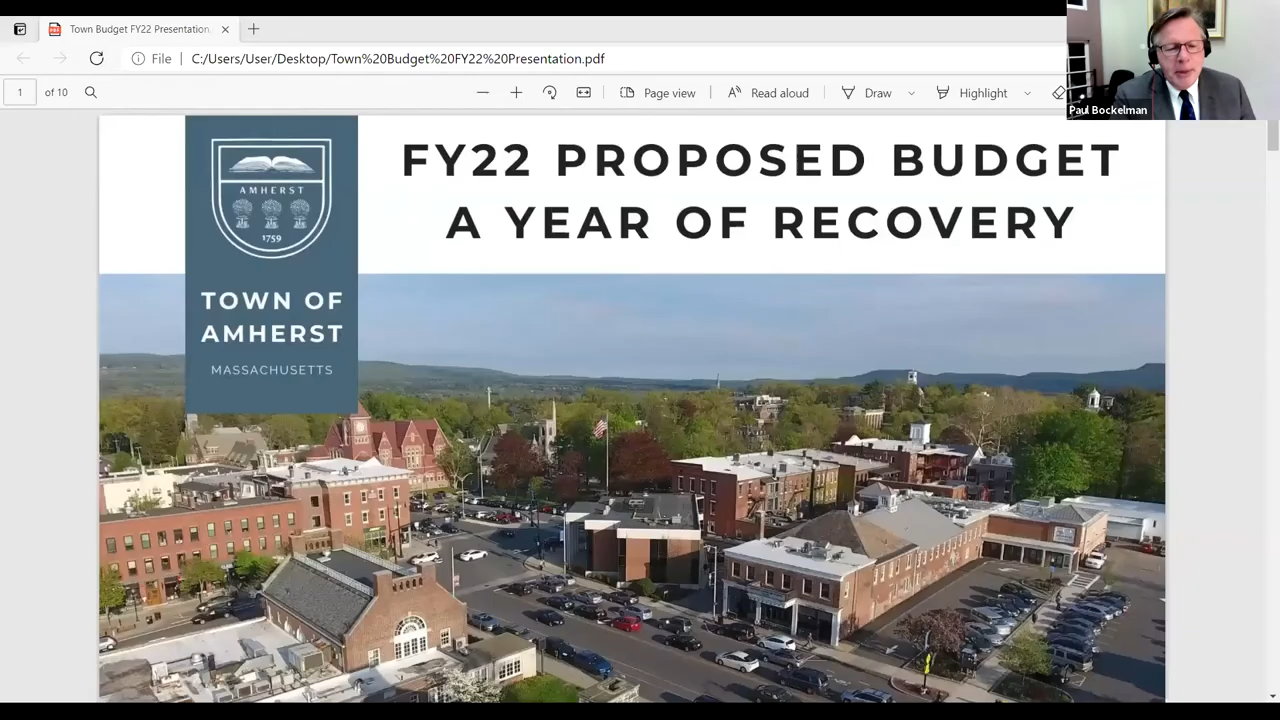 Town Budget FY22 Presentation.
File
C:/Users/User/Desktop/Town%20Budget%20FY22%20Presentation.pdf
1 of 10
Page view
Read aloud
Draw
Highlight
Paul Bockelman
AMHERST
1759
TOWN OF
AMHERST
MASSACHUSETTS
FY22 PROPOSED BUDGET
A YEAR OF RECOVERY